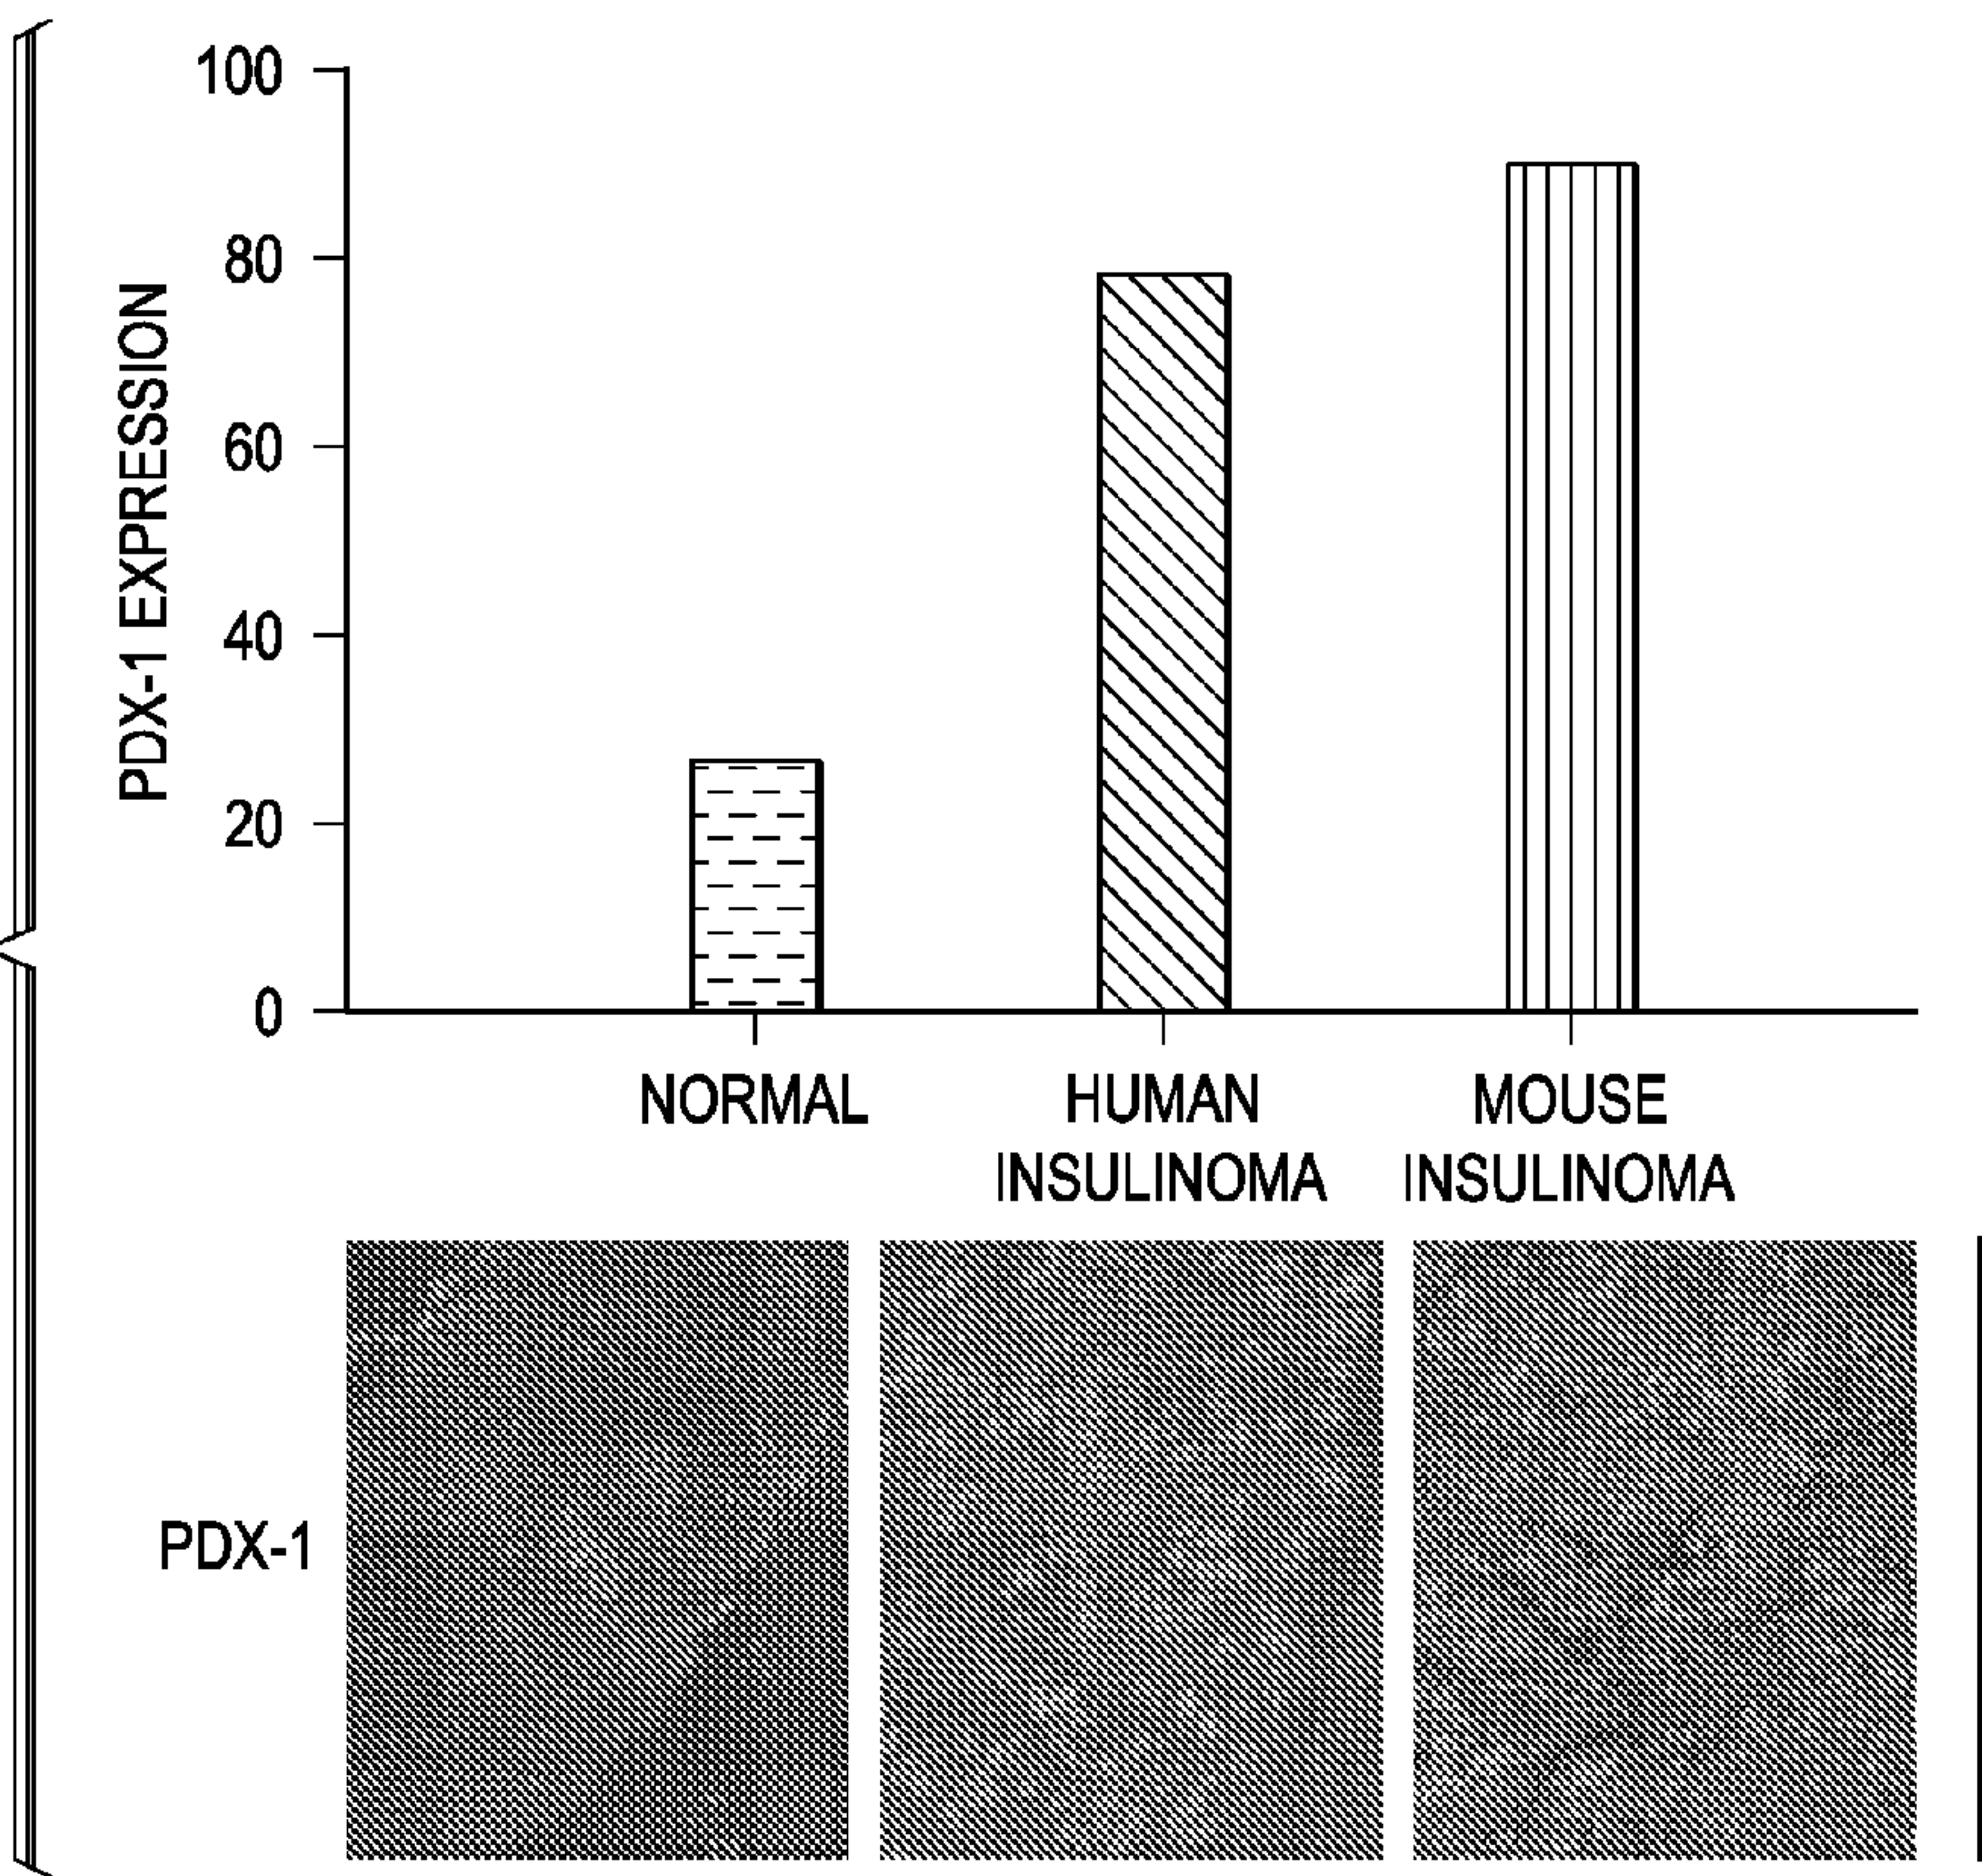 PDX-1 EXPRESSION
100
80
60
40
20
0
NORMAL
HUMAN
INSULINOMA
MOUSE
INSULINOMA
PDX-1